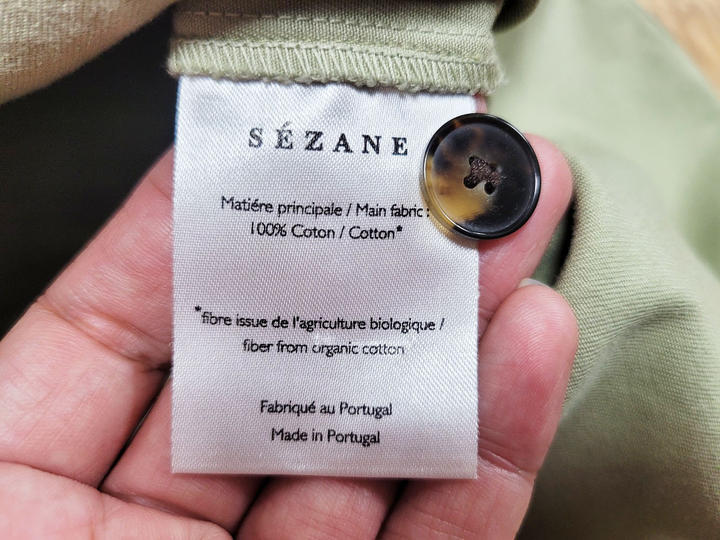 SÉZANE
Matiére principale / Main fabric :
100% Coton / Cotton*
*fibre issue de l'agriculture biologique /
fiber from organic cotton
Fabriqué au Portugal
Made in Portugal